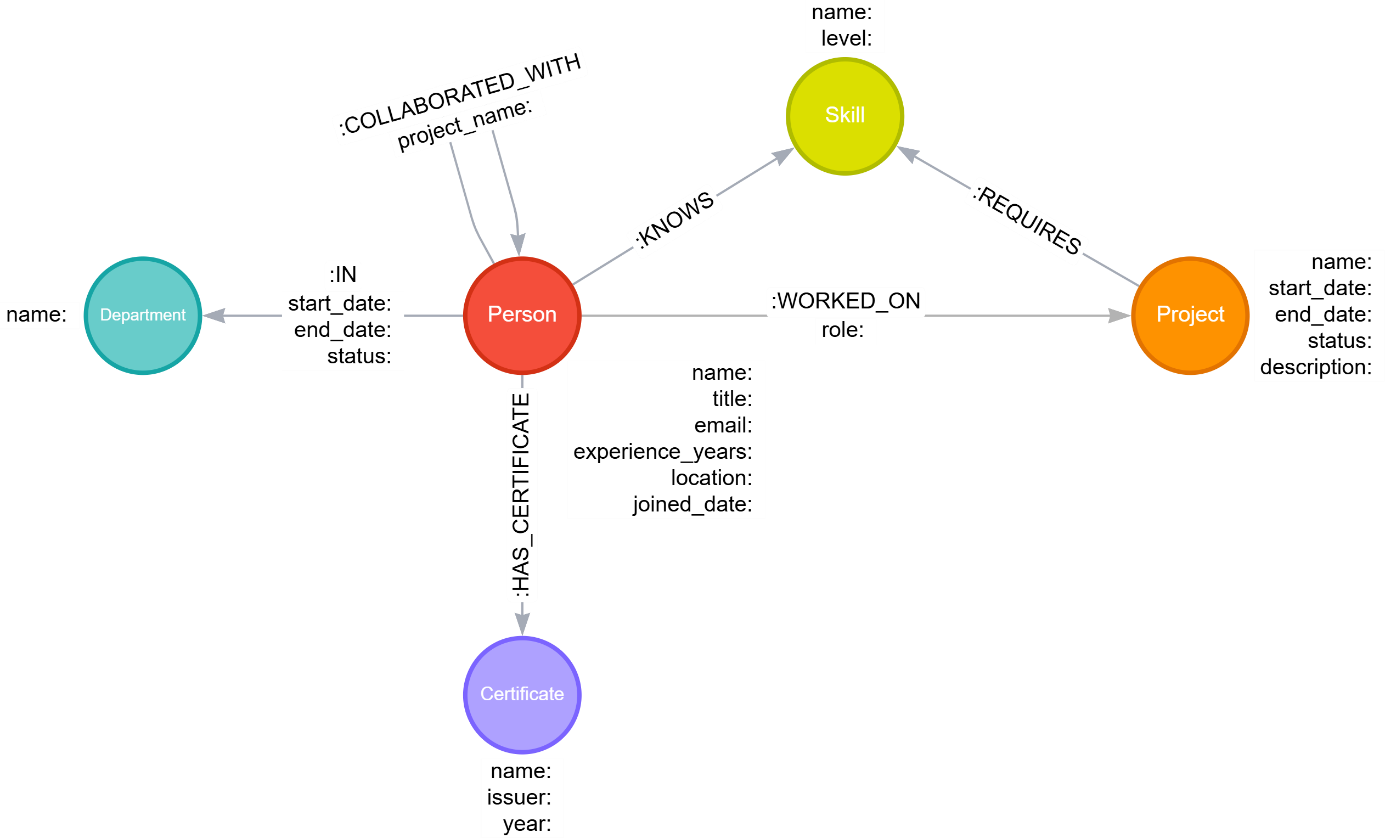 name:
level:
Skill
:COLLABORATED_WITH
project_name:
:KNOWS
:REQUIRES
name:
Department
:IN
start_date:
end_date:
status:
Person
:WORKED_ON
role:
Project
name:
start_date:
end_date:
status:
description:
name:
title:
email:
experience_years:
location:
joined_date:
:HAS_CERTIFICATE
Certificate
name:
issuer:
year: